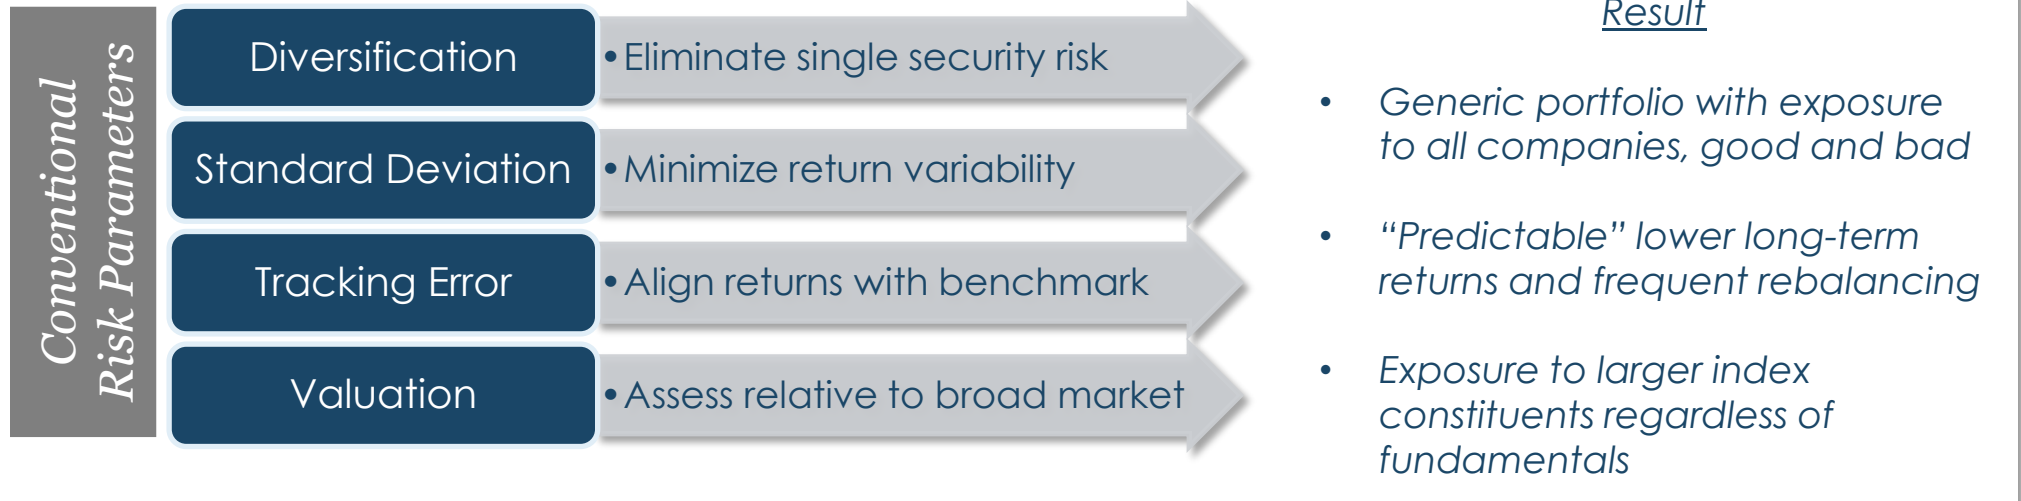 Conventional
Risk Parameters
Diversification
• Eliminate single security risk
Standard Deviation
• Minimize return variability
Tracking Error
• Align returns with benchmark
Valuation
• Assess relative to broad market
Result
• Generic portfolio with exposure
to all companies, good and bad
• “Predictable” lower long-term
returns and frequent rebalancing
• Exposure to larger index
constituents regardless of
fundamentals